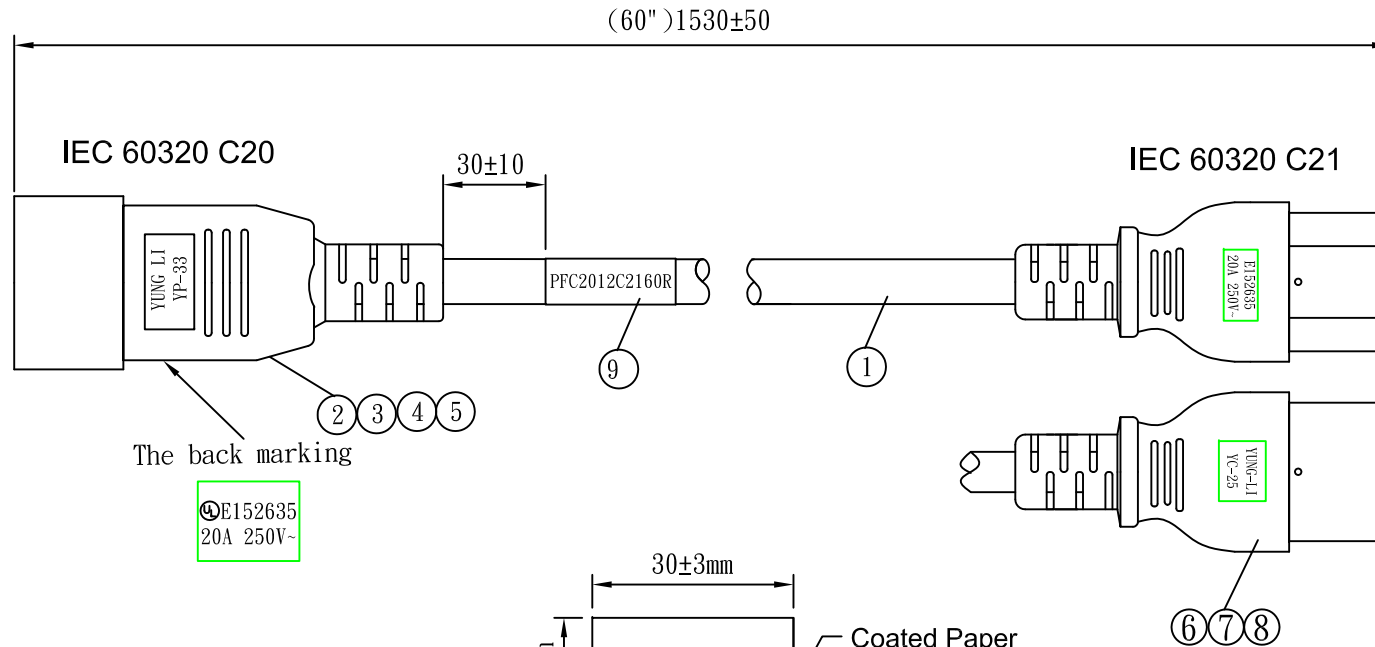 (60")1530±50
IEC 60320 C20
IEC 60320 C21
30±10
YUNG LI
YP-33
PFC2012C2160R
E152635
20A 250V~
9
1
2 3 4 5
The back marking
UL E152635
20A 250V~
YUNG-LI
YC-25
30±3mm
Coated Paper
6 7 8